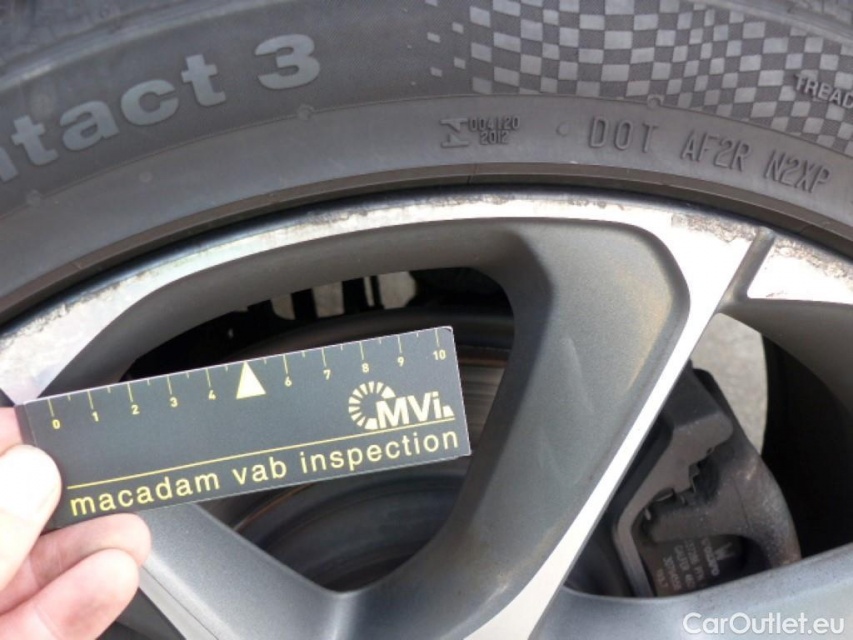 ntact 3
TREAD
004120
2012
DOT AF2R N2XP
0 1 2 3 4 6 7 8 9 10
MVi.
macadam vab inspection
CarOutlet.eu